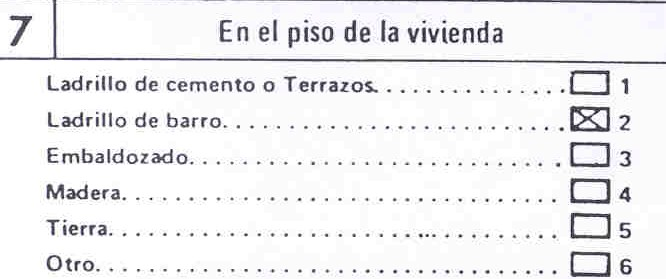 7 En el piso de la vivienda
Ladrillo de cemento o Terrazos. . . . . . . . . . . . . . . . ☐ 1
Ladrillo de barro. . . . . . . . . . . . . . . . . . . . . . . . . . . . ☒ 2
Embaldozado. . . . . . . . . . . . . . . . . . . . . . . . . . . . . . ☐ 3
Madera. . . . . . . . . . . . . . . . . . . . . . . . . . . . . . . . . . . ☐ 4
Tierra. . . . . . . . . . . . . . . . . . . . . . . . . . . . . . . . . . . . ☐ 5
Otro. . . . . . . . . . . . . . . . . . . . . . . . . . . . . . . . . . . . . ☐ 6